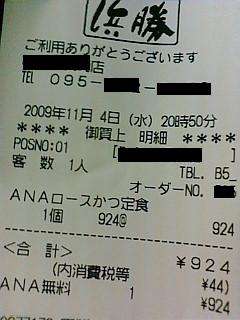 浜勝
ご利用ありがとうございます
店
TEL 095-
2009年11月 4日(水) 20時50分
**** 御買上 明細 ****
POSNO:01 [
客 数 1人 TBL. B5_
オーダーNO.
ANAロースかつ定食
1個 924@ 924
<合 計> ¥924
(内消費税等 ¥44)
ANA無料 1 ¥924